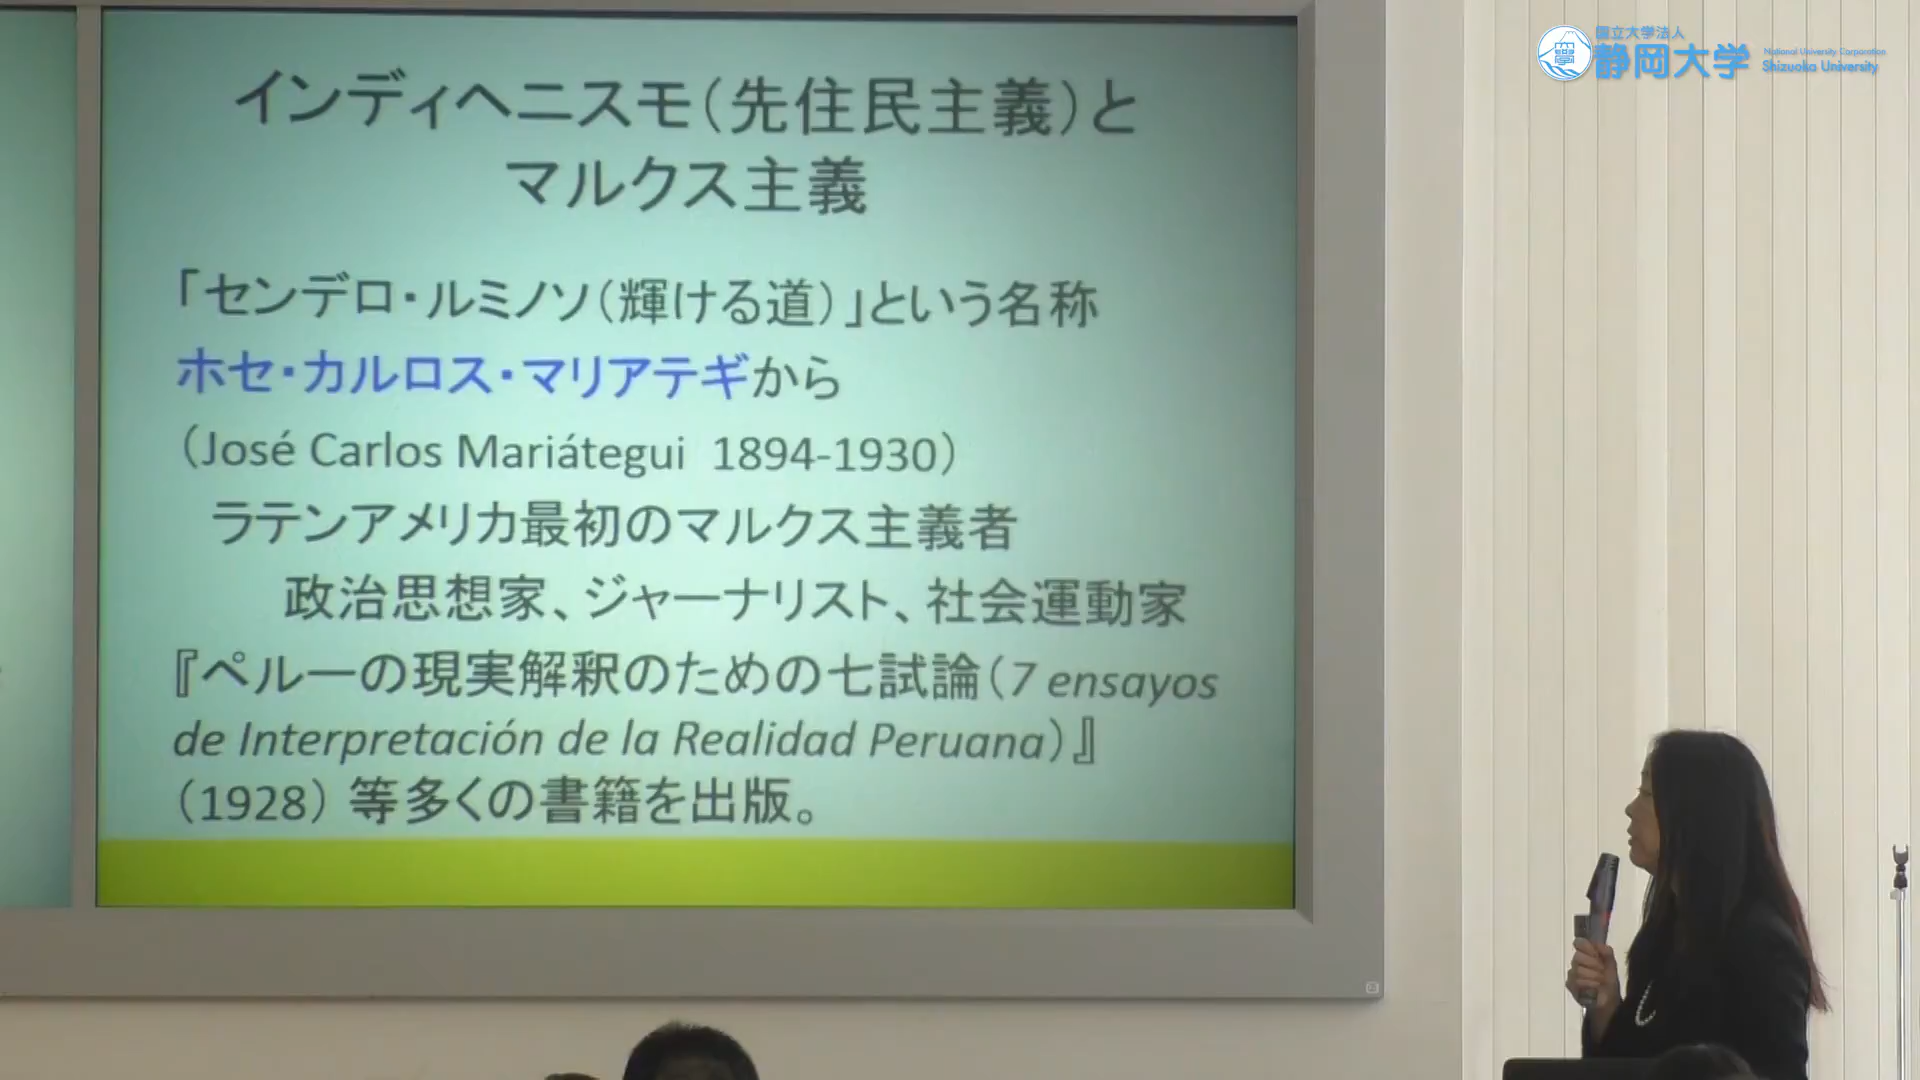 国立大学法人
静岡大学
National University Corporation
Shizuoka University
インディヘニスモ（先住民主義）と
マルクス主義
「センデロ・ルミノソ（輝ける道）」という名称
ホセ・カルロス・マリアテギから
（José Carlos Mariátegui 1894-1930）
ラテンアメリカ最初のマルクス主義者
政治思想家、ジャーナリスト、社会運動家
『ペルーの現実解釈のための七試論（7 ensayos
de Interpretación de la Realidad Peruana）』
（1928）等多くの書籍を出版。